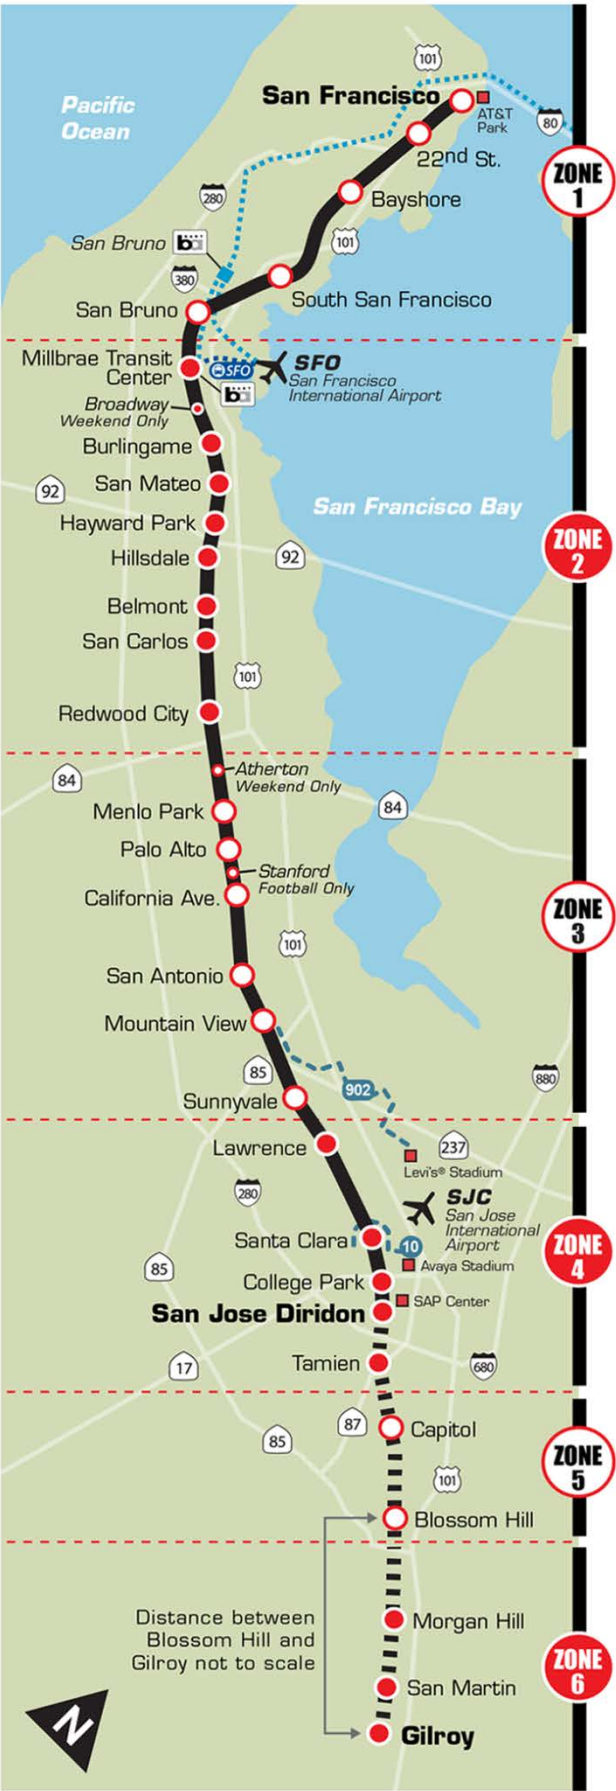 101
San Francisco
AT&T
Park
80
Pacific
Ocean
22nd St.
ZONE
1
280
Bayshore
San Bruno
ba
101
380
South San Francisco
San Bruno
Millbrae Transit
Center
SFO
SFO
San Francisco
International Airport
ba
Broadway
Weekend Only
Burlingame
92
San Mateo
San Francisco Bay
Hayward Park
ZONE
2
Hillsdale
92
Belmont
San Carlos
101
Redwood City
Atherton
Weekend Only
84
84
Menlo Park
Palo Alto
Stanford
Football Only
California Ave.
ZONE
3
101
San Antonio
Mountain View
85
902
880
Sunnyvale
Lawrence
237
Levi's® Stadium
280
SJC
San Jose
International
Airport
Santa Clara
10
ZONE
4
85
Avaya Stadium
College Park
SAP Center
San Jose Diridon
17
Tamien
680
87
Capitol
85
ZONE
5
101
Blossom Hill
Distance between
Blossom Hill and
Gilroy not to scale
Morgan Hill
ZONE
6
San Martin
N
Gilroy